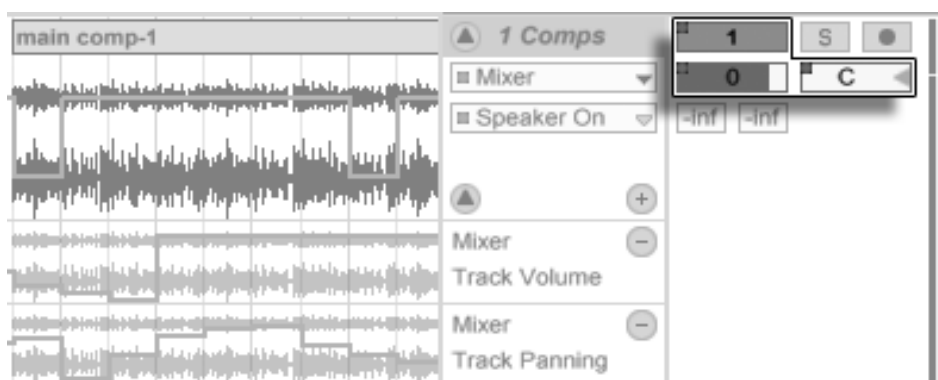 main comp-1
1 Comps
1
S
Mixer
0
C
Speaker On
-inf
-inf
+
−
Mixer
Track Volume
Mixer
−
Track Panning